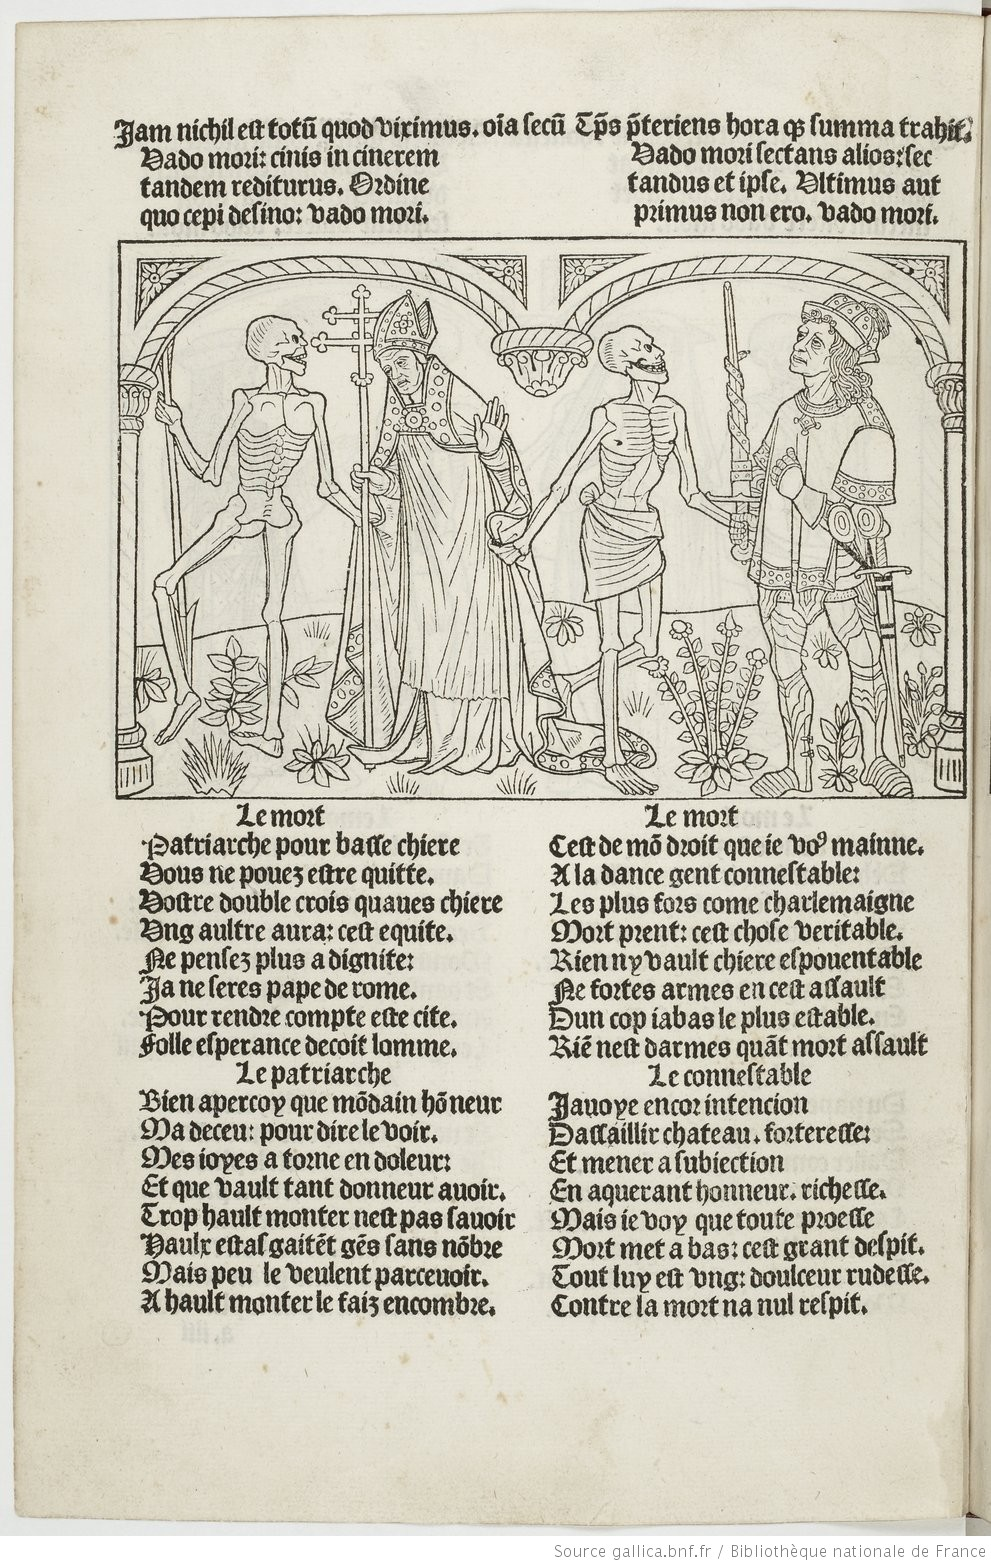 Jam nichil est totũ quod viximus. oĩa secũ
Vado mori: cinis in cinerem
tandem rediturus. Ordine
quo cepi desino: vado mori.
Tp̃s p̃teriens hora qꝫ summa trahit.
Vado mori sectans alios: sec
tandus et ipse. Vltimus aut
primus non ero. vado mori.
Le mort
Patriarche pour basse chiere
Vous ne pouez estre quitte.
Vostre double crois quaues chiere
Vng aultre aura: cest equite.
Ne pensez plus a dignite:
Ja ne seres pape de rome.
Pour rendre compte este cite.
Folle esperance decoit lomme.
Le patriarche
Bien apercoy que mõdain hõneur
Ma deceu: pour dire le voir.
Mes ioyes a torne en doleur:
Et que vault tant donneur auoir.
Trop hault monter nest pas sauoir
Haulx estas gaitẽt gẽs sans nõbre
Mais peu le veulent parceuoir.
A hault monter le faiz encombre.
Le mort
Cest de mõ droit que ie voꝰ mainne.
A la dance gent connestable:
Les plus fors come charlemaigne
Mort prent: cest chose veritable.
Rien ny vault chiere espouentable
Ne fortes armes en cest assault
Dun cop iabas le plus estable.
Riẽ nest darmes quãt mort assault
Le connestable
Jauoye encor intencion
Dassaillir chateau. forteresse:
Et mener a subiection
En aquerant honneur. richesse.
Mais ie voy que toute proesse
Mort met a bas: cest grant despit.
Tout luy est vng: doulceur rudesse.
Contre la mort na nul respit.
Source gallica.bnf.fr / Bibliothèque nationale de France